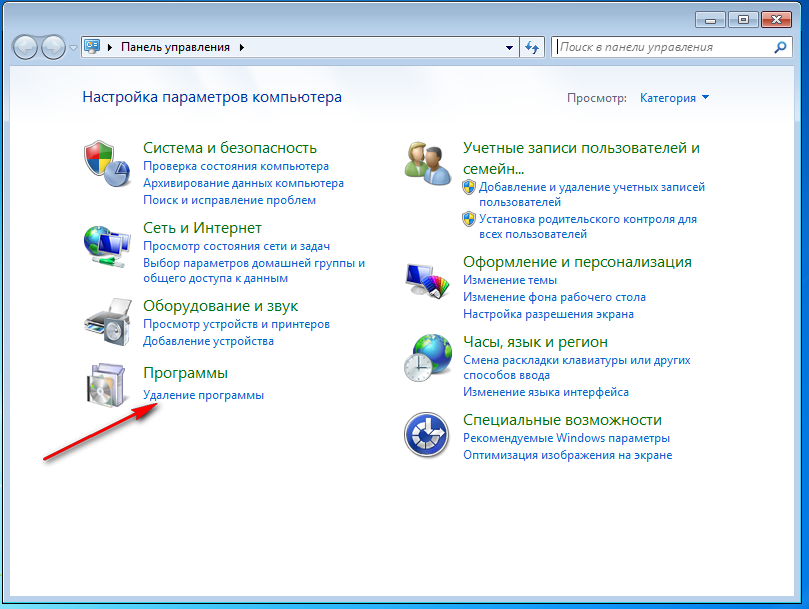 Панель управления
Поиск в панели управления
Настройка параметров компьютера
Просмотр: Категория
Система и безопасность
Проверка состояния компьютера
Архивирование данных компьютера
Поиск и исправление проблем
Сеть и Интернет
Просмотр состояния сети и задач
Выбор параметров домашней группы и
общего доступа к данным
Оборудование и звук
Просмотр устройств и принтеров
Добавление устройства
Программы
Удаление программы
Учетные записи пользователей и
семейн...
Добавление и удаление учетных записей
пользователей
Установка родительского контроля для
всех пользователей
Оформление и персонализация
Изменение темы
Изменение фона рабочего стола
Настройка разрешения экрана
Часы, язык и регион
Смена раскладки клавиатуры или других
способов ввода
Изменение языка интерфейса
Специальные возможности
Рекомендуемые Windows параметры
Оптимизация изображения на экране